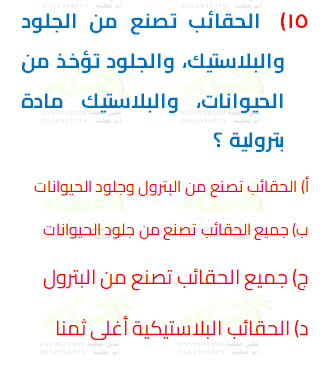 ١٥) الحقائب تصنع من الجلود
والبلاستيك، والجلود تؤخذ من
الحيوانات، والبلاستيك مادة
بترولية ؟
أ) الحقائب تصنع من البترول وجلود الحيوانات
ب) جميع الحقائب تصنع من جلود الحيوانات
ج) جميع الحقائب تصنع من البترول
د) الحقائب البلاستيكية أغلى ثمنا